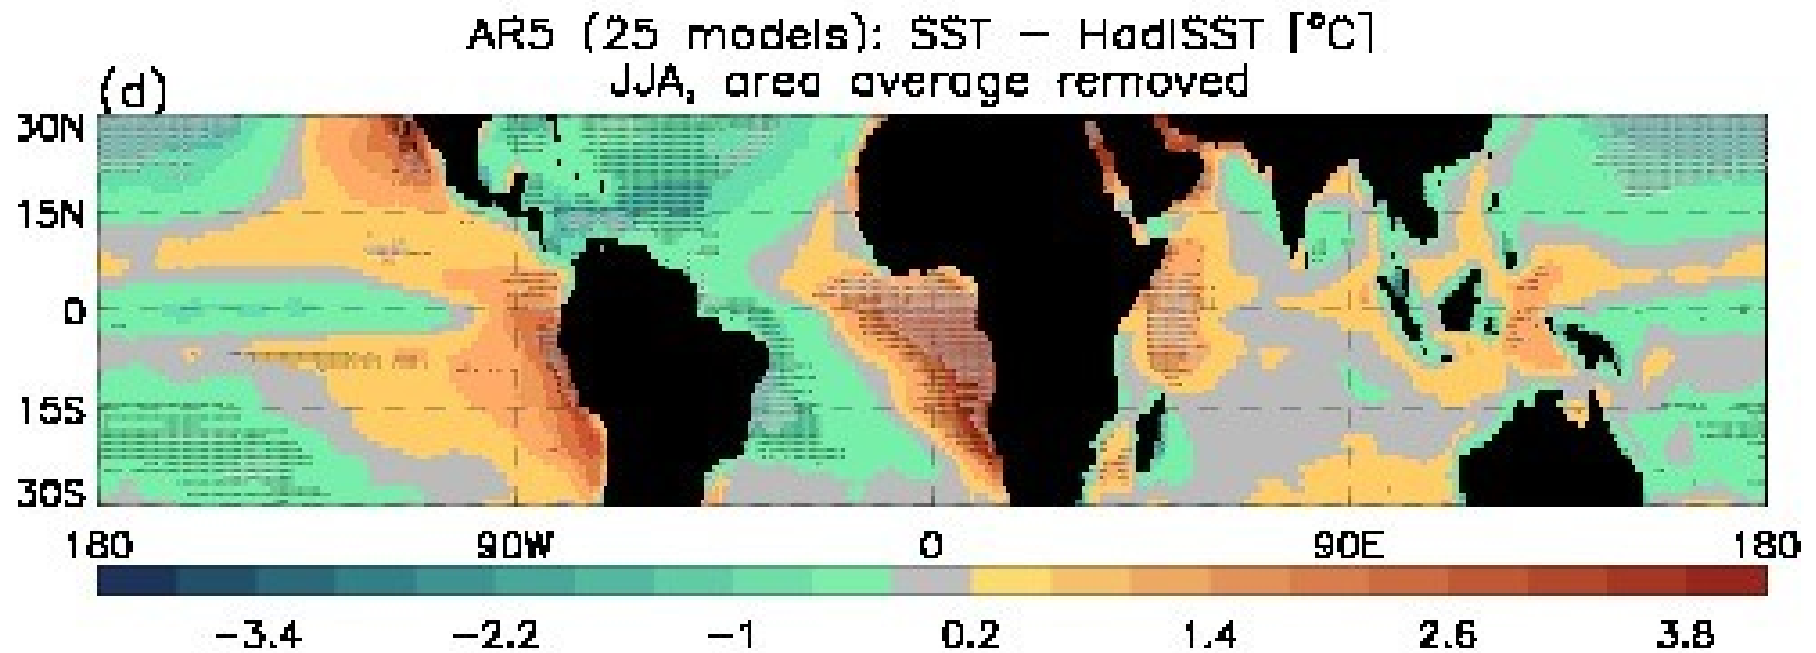 AR5 (25 models): SST − HadISST [°C]
JJA, area average removed
(d)
30N
15N
0
15S
30S
180 90W 0 90E 180
−3.4 −2.2 −1 0.2 1.4 2.6 3.8